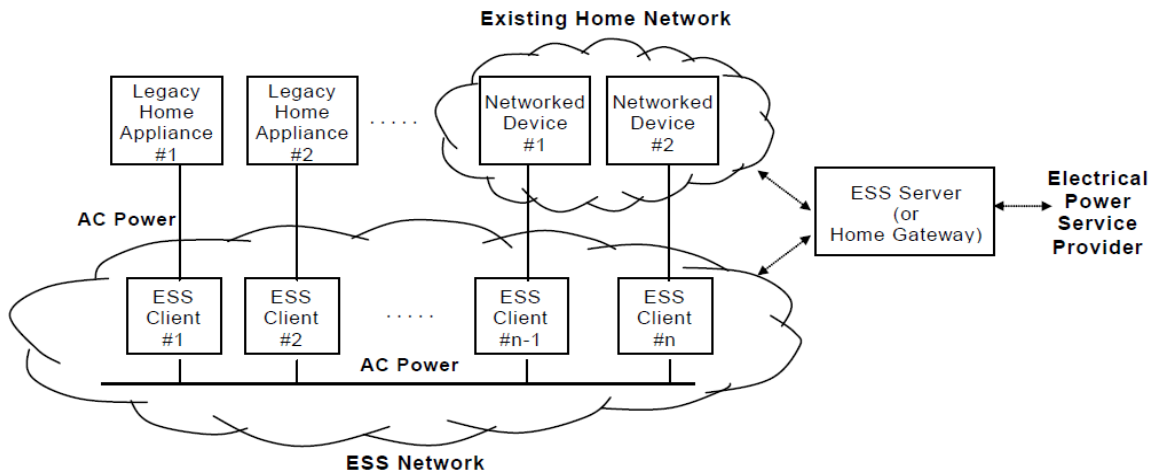 Existing Home Network
Legacy
Home
Appliance
#1
Legacy
Home
Appliance
#2
. . . . .
Networked
Device
#1
Networked
Device
#2
ESS Server
(or
Home Gateway)
Electrical
Power
Service
Provider
AC Power
ESS
Client
#1
ESS
Client
#2
. . . . .
ESS
Client
#n-1
ESS
Client
#n
AC Power
ESS Network